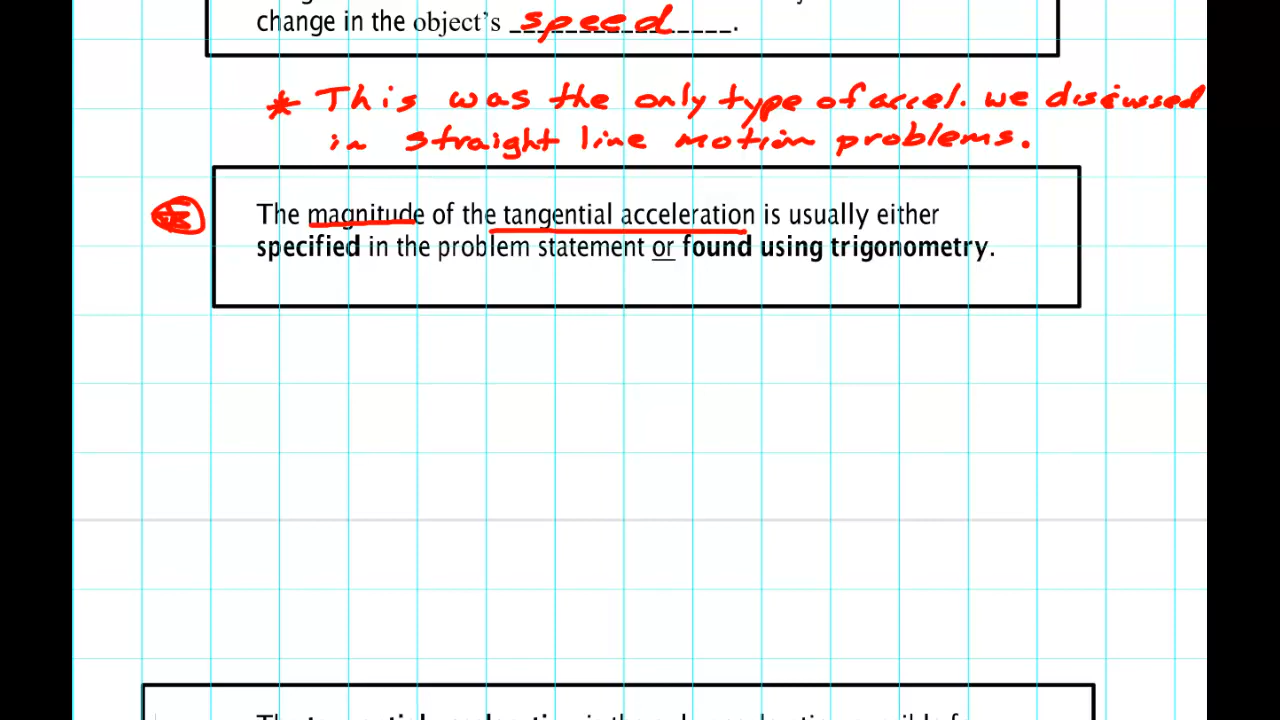 change in the object's speed.
* This was the only type of accel. we discussed
in straight line motion problems.
The magnitude of the tangential acceleration is usually either
specified in the problem statement or found using trigonometry.